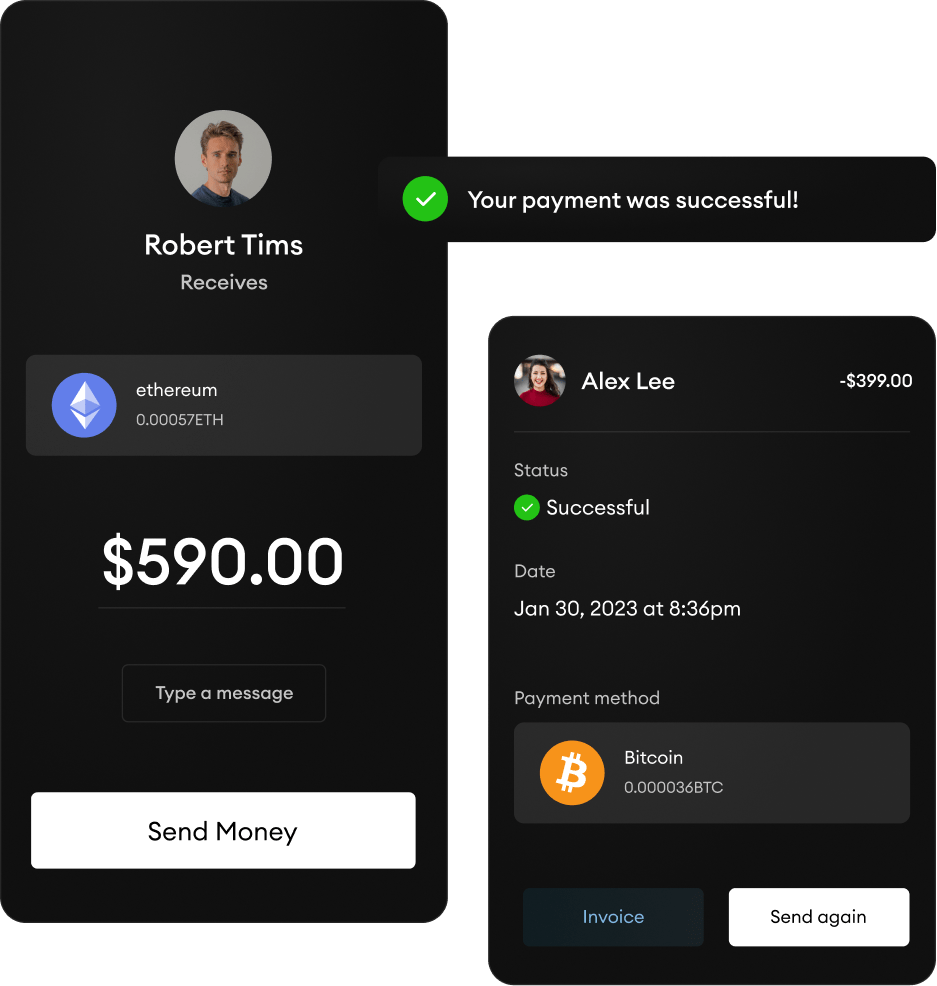 Robert Tims
Receives
ethereum
0.00057ETH
$590.00
Type a message
Send Money
Your payment was successful!
Alex Lee
-$399.00
Status
Successful
Date
Jan 30, 2023 at 8:36pm
Payment method
Bitcoin
0.000036BTC
Invoice
Send again